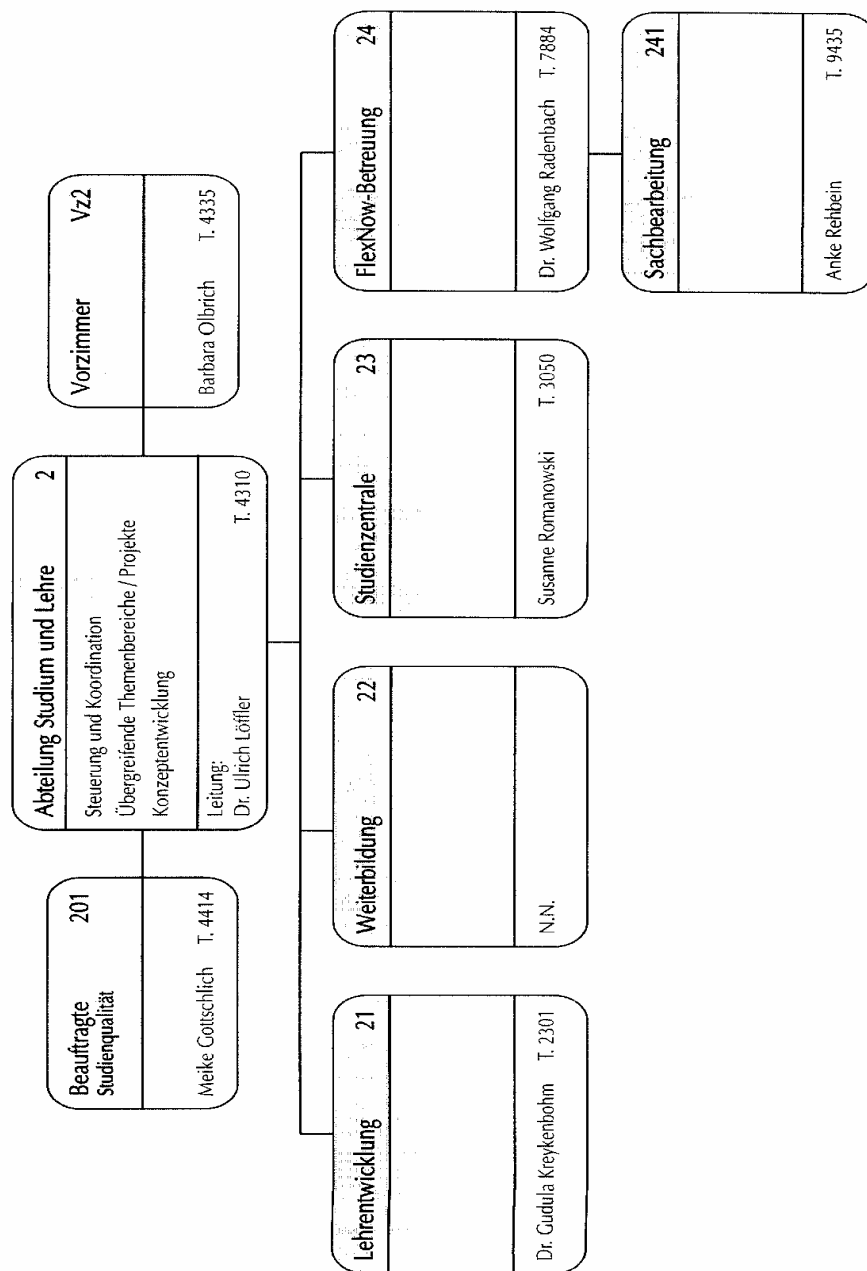 Abteilung Studium und Lehre 2
Steuerung und Koordination
Übergreifende Themenbereiche / Projekte
Konzeptentwicklung
Leitung:
Dr. Ulrich Löffler T. 4310
Beauftragte 201
Studienqualität
Meike Gottschlich T. 4414
Vorzimmer Vz2
Barbara Olbrich T. 4335
Lehrentwicklung 21
Dr. Gudula Kreykenbohm T. 2301
Weiterbildung 22
N.N.
Studienzentrale 23
Susanne Romanowski T. 3050
FlexNow-Betreuung 24
Dr. Wolfgang Radenbach T. 7884
Sachbearbeitung 241
Anke Rehbein T. 9435